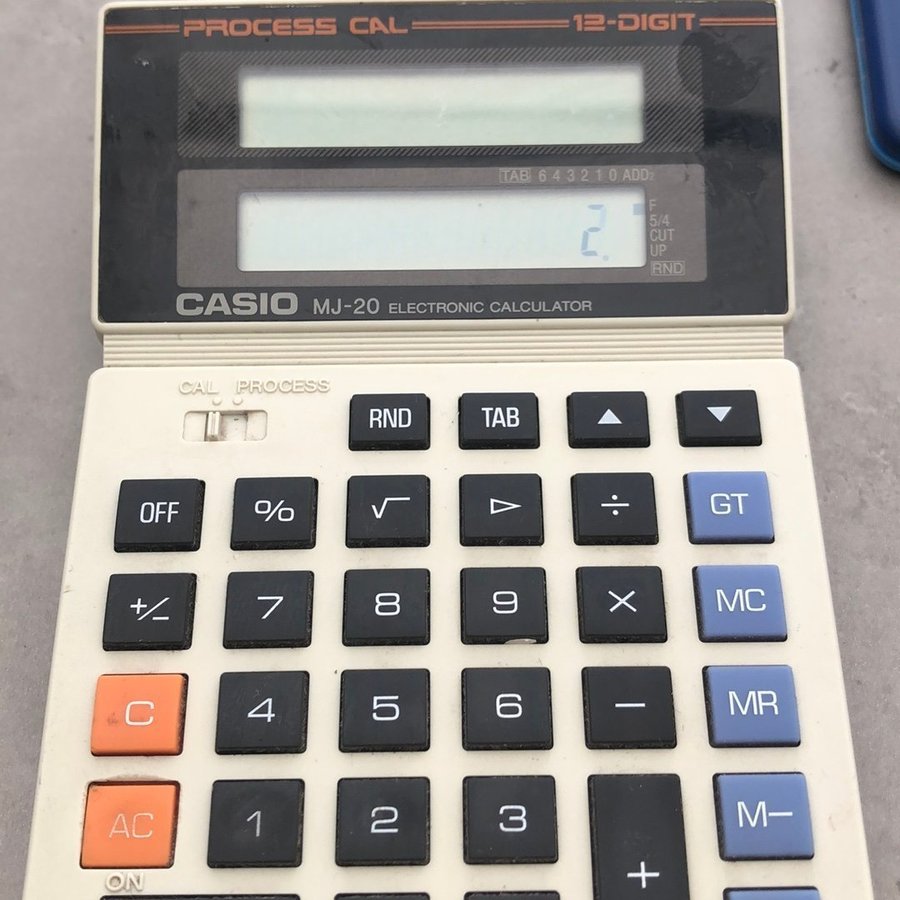 PROCESS CAL 12-DIGIT
TAB 6 4 3 2 1 0 ADD2
2.
F
5/4
CUT
UP
RND
CASIO MJ-20 ELECTRONIC CALCULATOR
CAL PROCESS
RND TAB ▲ ▼
OFF % √ ▷ ÷ GT
+/− 7 8 9 × MC
C 4 5 6 − MR
AC 1 2 3 + M−
ON